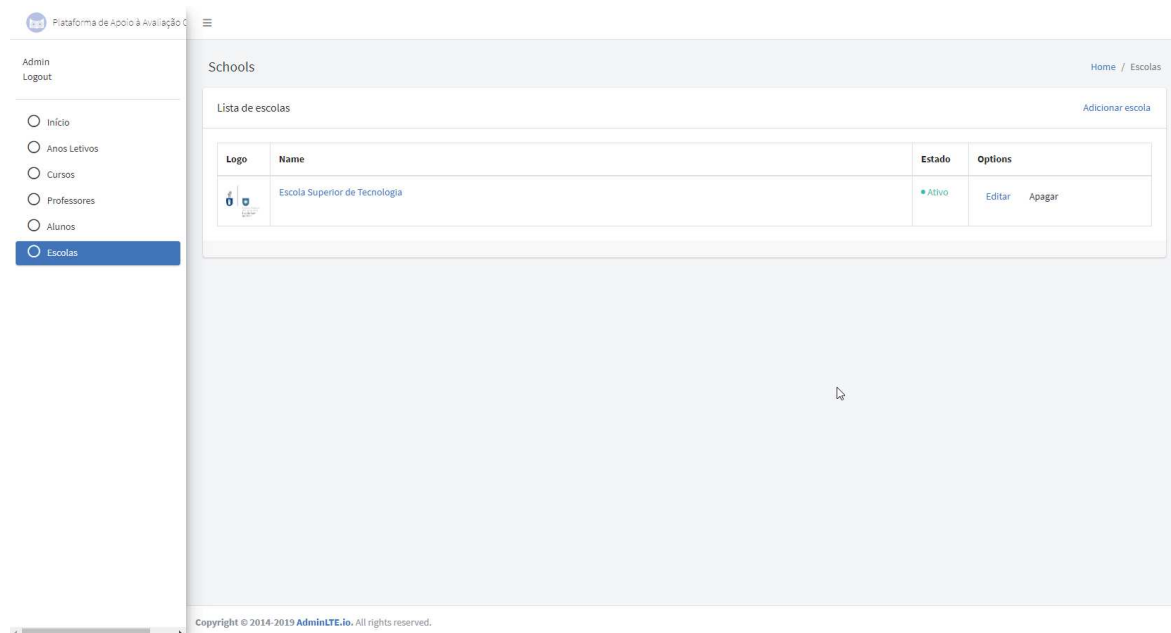 Plataforma de Apoio à Avaliação C
Admin
Logout
Início
Anos Letivos
Cursos
Professores
Alunos
Escolas
Schools
Home / Escolas
Lista de escolas
Adicionar escola
Logo Name Estado Options
Escola Superior de Tecnologia Ativo Editar Apagar
Copyright © 2014-2019 AdminLTE.io. All rights reserved.